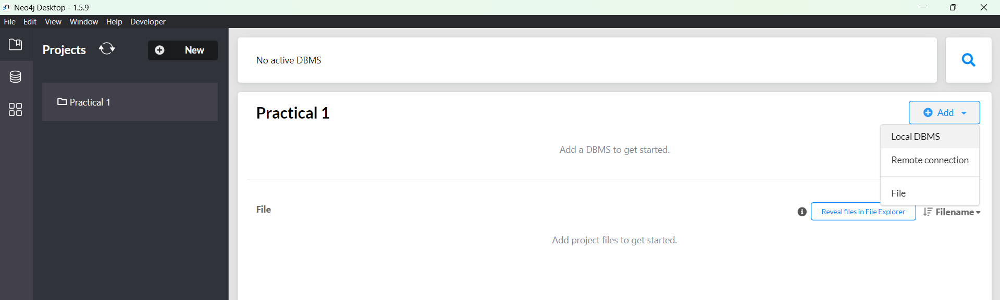 Neo4j Desktop - 1.5.9
File Edit View Window Help Developer
Projects
New
Practical 1
No active DBMS
Practical 1
Add
Local DBMS
Remote connection
File
Add a DBMS to get started.
File
Reveal files in File Explorer
Filename
Add project files to get started.